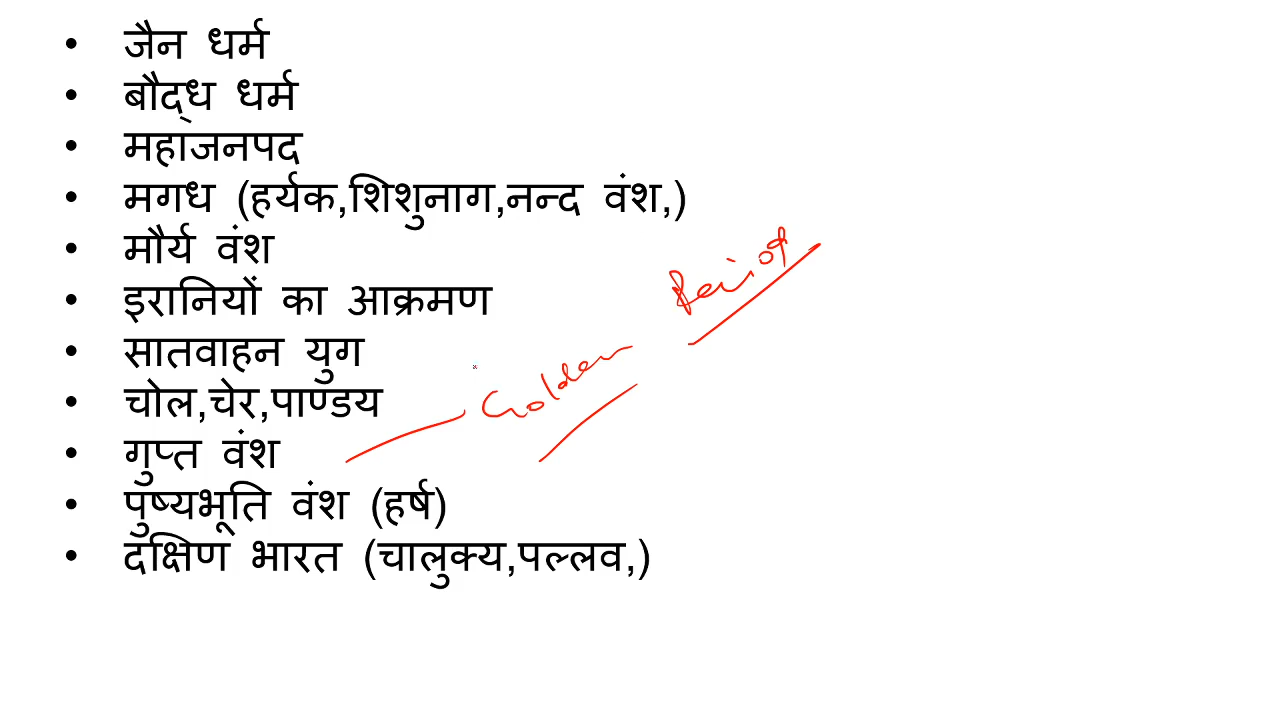 • जैन धर्म
• बौद्ध धर्म
• महाजनपद
• मगध (हर्यक,शिशुनाग,नन्द वंश,)
• मौर्य वंश
• इरानियों का आक्रमण
• सातवाहन युग
• चोल,चेर,पाण्डय
• गुप्त वंश
Golden Period
• पुष्यभूति वंश (हर्ष)
• दक्षिण भारत (चालुक्य,पल्लव,)